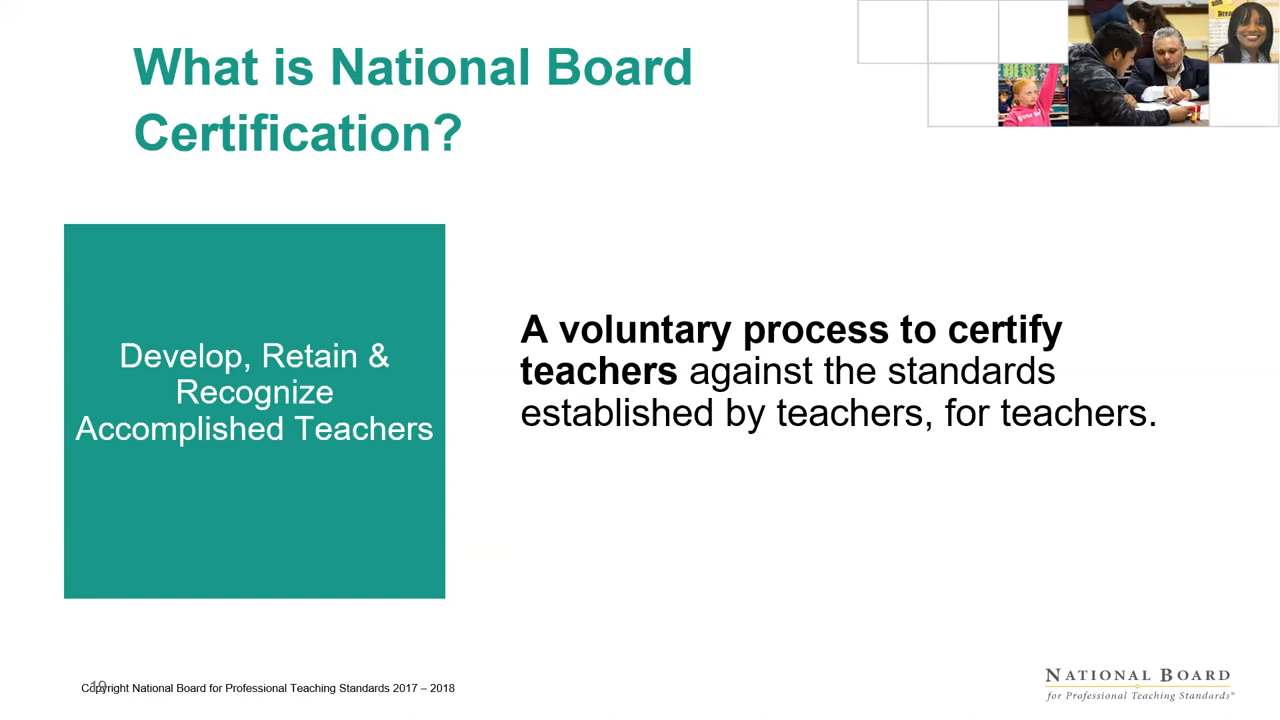 What is National Board
Certification?
Develop, Retain &
Recognize
Accomplished Teachers
A voluntary process to certify
teachers against the standards
established by teachers, for teachers.
19
Copyright National Board for Professional Teaching Standards 2017 – 2018
NATIONAL BOARD
for Professional Teaching Standards®